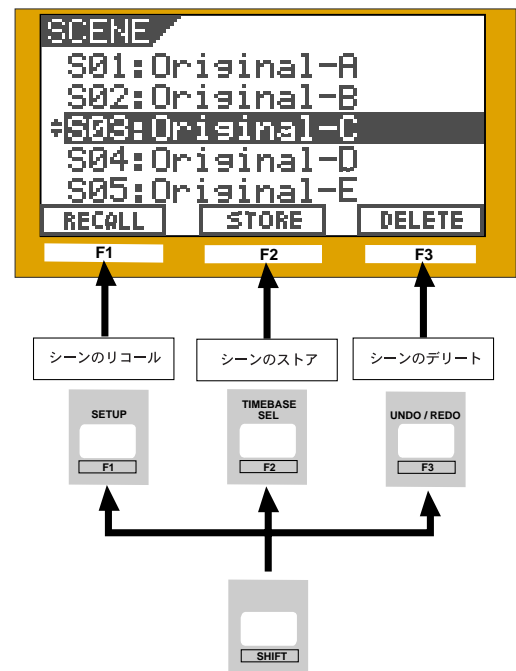 SCENE
S01:Original-A
S02:Original-B
S03:Original-C
S04:Original-D
S05:Original-E
RECALL STORE DELETE
F1 F2 F3
シーンのリコール シーンのストア シーンのデリート
SETUP TIMEBASE SEL UNDO / REDO
F1 F2 F3
SHIFT